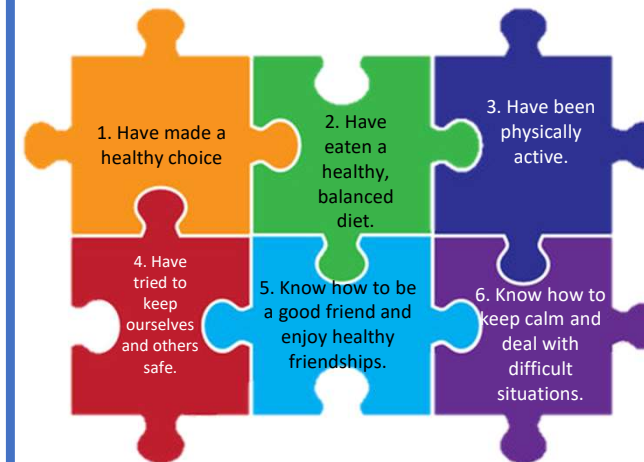 1. Have made a
healthy choice
2. Have
eaten a
healthy,
balanced
diet.
3. Have been
physically
active.
4. Have
tried to
keep
ourselves
and others
safe.
5. Know how to be
a good friend and
enjoy healthy
friendships.
6. Know how to
keep calm and
deal with
difficult
situations.